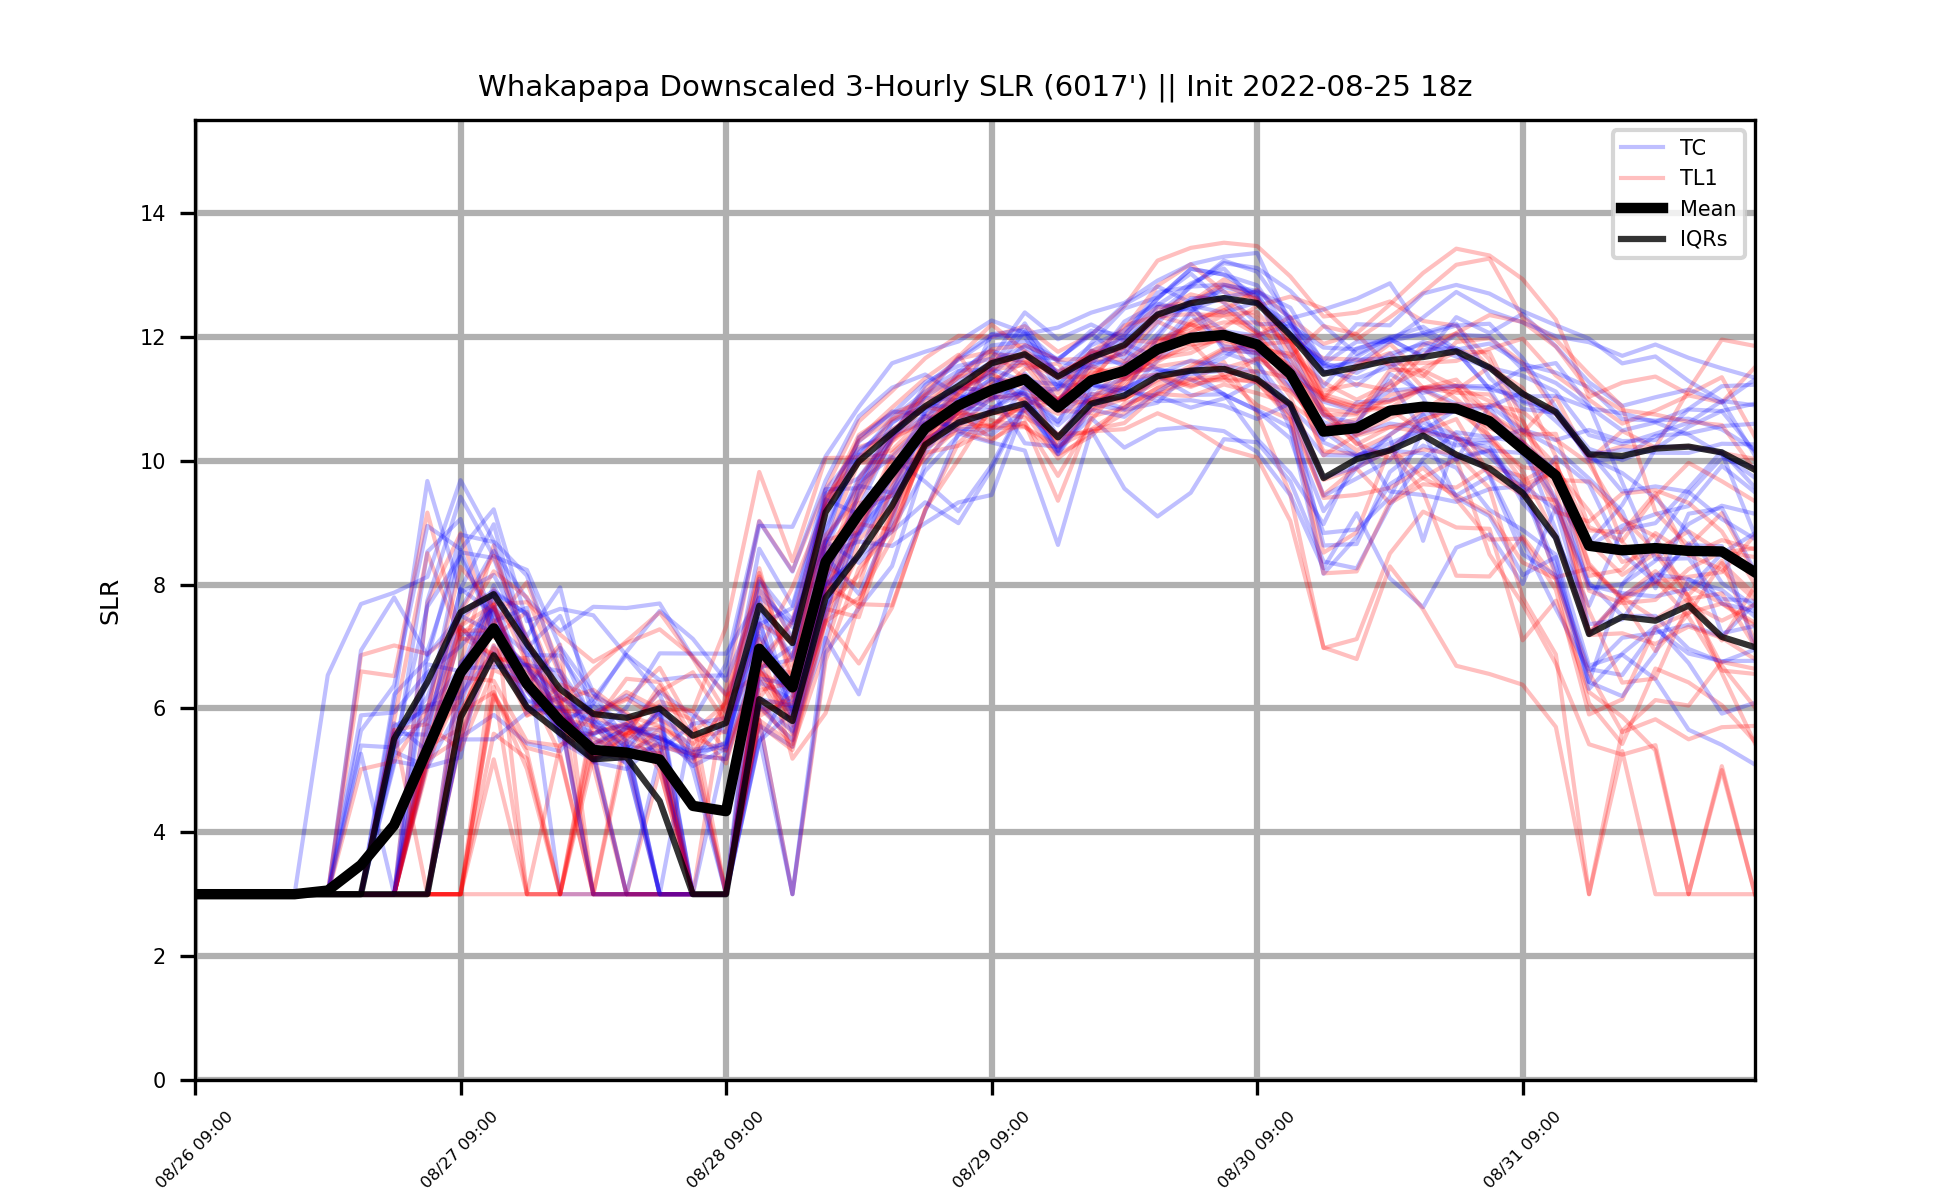 Whakapapa Downscaled 3-Hourly SLR (6017') || Init 2022-08-25 18z
TC
TL1
Mean
IQRs
SLR
14
12
10
8
6
4
2
0
08/26 09:00
08/27 09:00
08/28 09:00
08/29 09:00
08/30 09:00
08/31 09:00